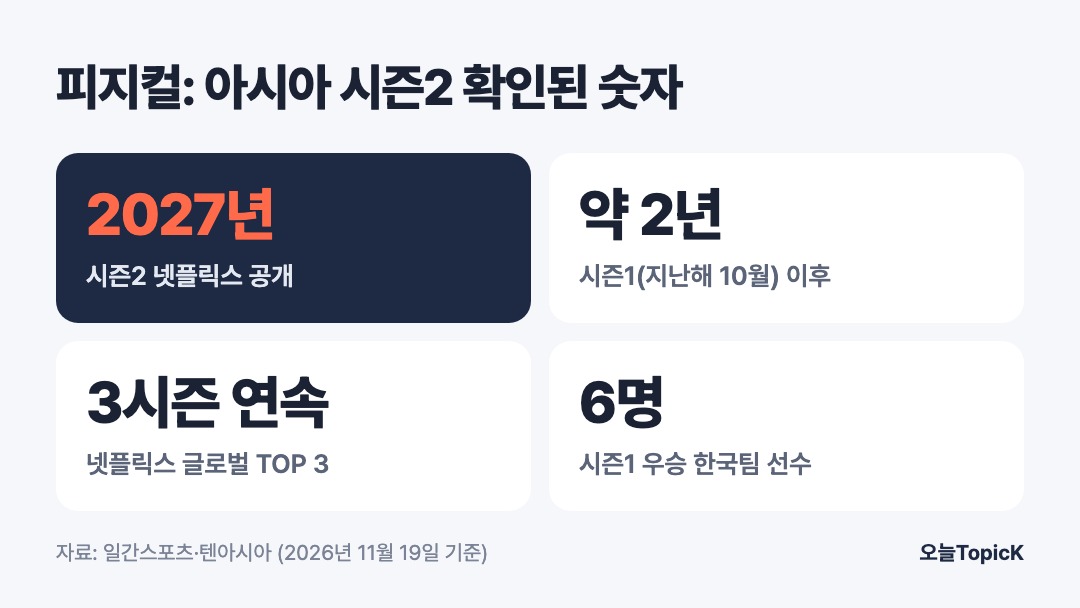 피지컬: 아시아 시즌2 확인된 숫자
2027년
시즌2 넷플릭스 공개
약 2년
시즌1(지난해 10월) 이후
3시즌 연속
넷플릭스 글로벌 TOP 3
6명
시즌1 우승 한국팀 선수
자료: 일간스포츠·텐아시아 (2026년 11월 19일 기준)
오늘TopicK